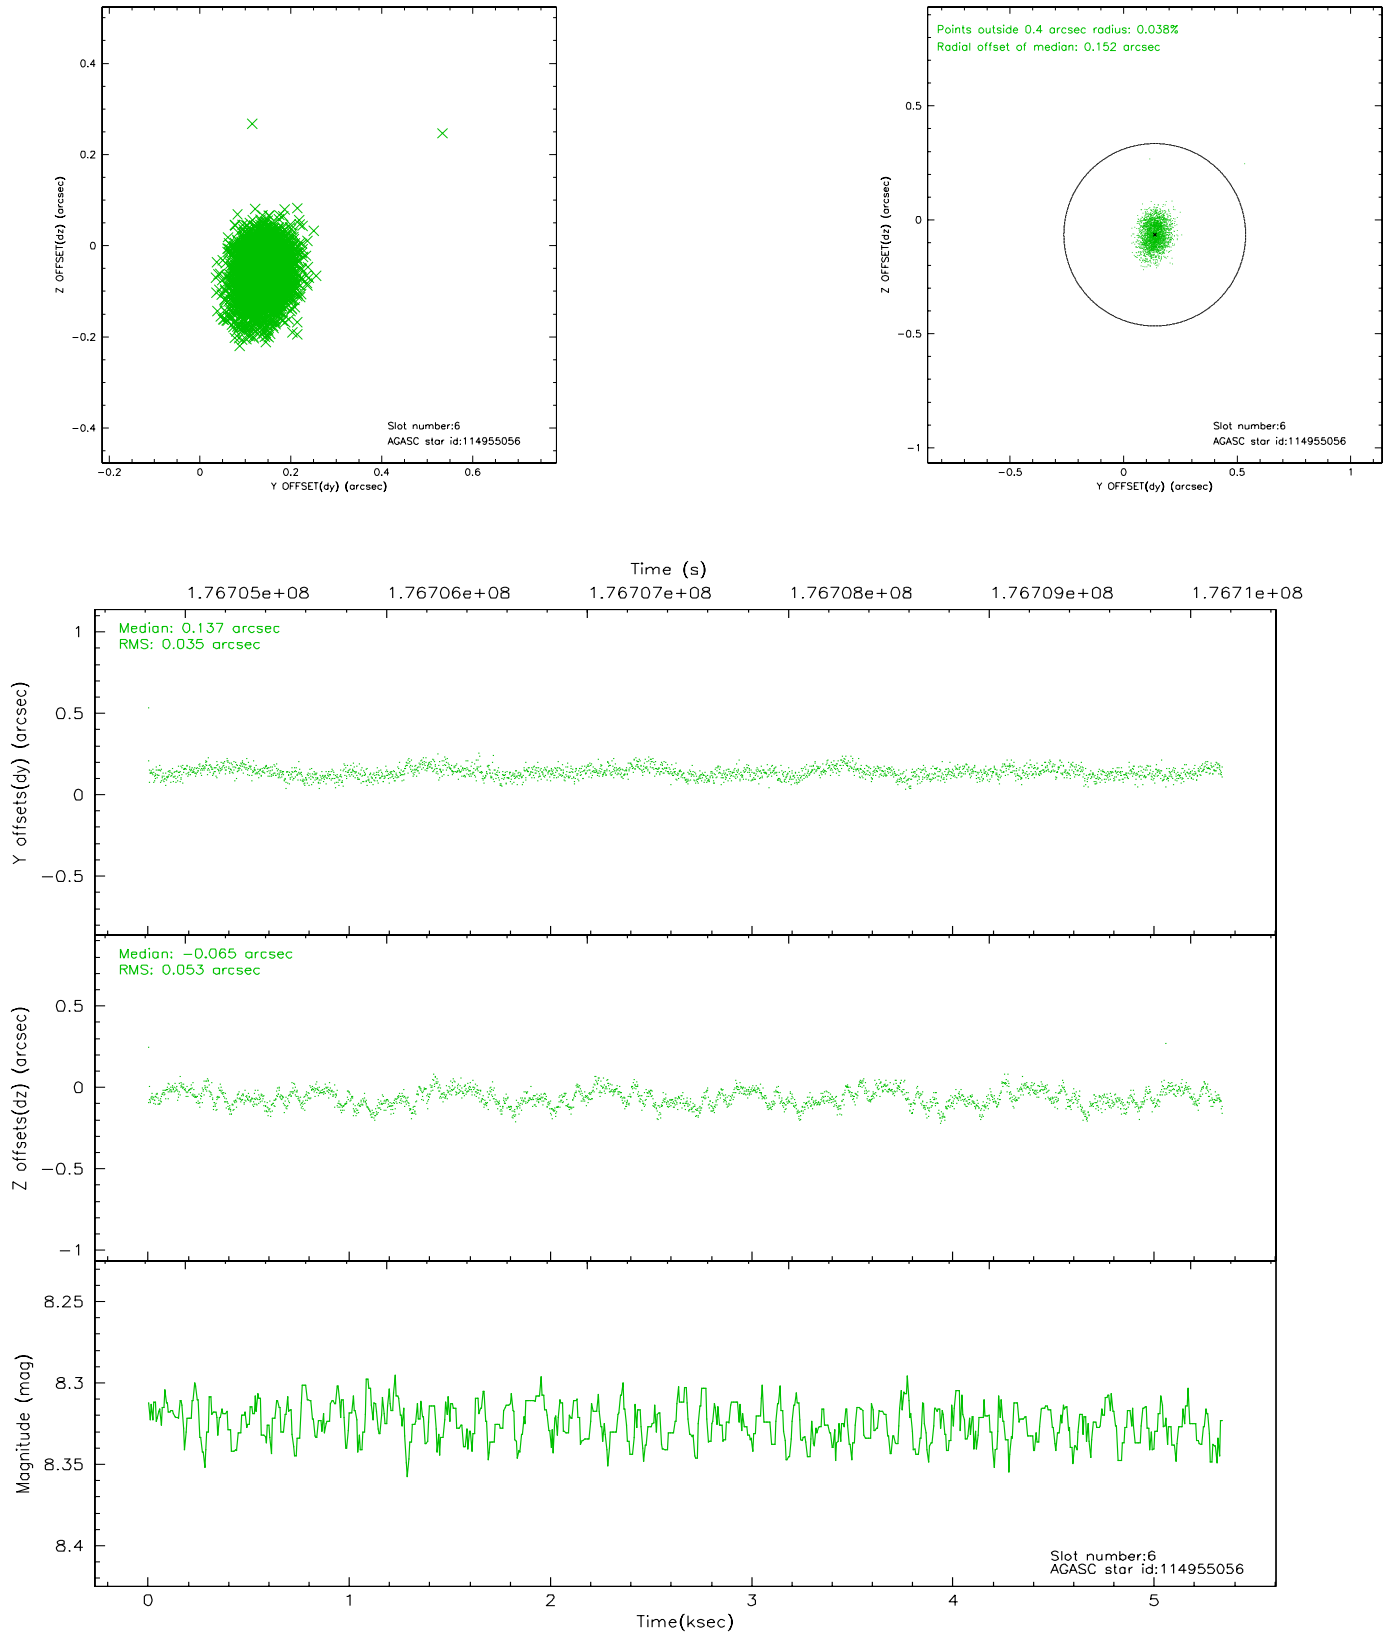 0.4
0.2
0
−0.2
−0.4
Z OFFSET(dz) (arcsec)
Slot number:6
AGASC star id:114955056
−0.2
0
0.2
0.4
0.6
Y OFFSET(dy) (arcsec)
Points outside 0.4 arcsec radius: 0.038%
Radial offset of median: 0.152 arcsec
0.5
0
−0.5
−1
Z OFFSET(dz) (arcsec)
Slot number:6
AGASC star id:114955056
−0.5
0
0.5
1
Y OFFSET(dy) (arcsec)
Time (s)
1.76705e+08
1.76706e+08
1.76707e+08
1.76708e+08
1.76709e+08
1.7671e+08
Median: 0.137 arcsec
RMS: 0.035 arcsec
1
0.5
0
−0.5
Y offsets(dy) (arcsec)
Median: −0.065 arcsec
RMS: 0.053 arcsec
0.5
0
−0.5
−1
Z offsets(dz) (arcsec)
8.25
8.3
8.35
8.4
Magnitude (mag)
Slot number:6
AGASC star id:114955056
0
1
2
3
4
5
Time(ksec)